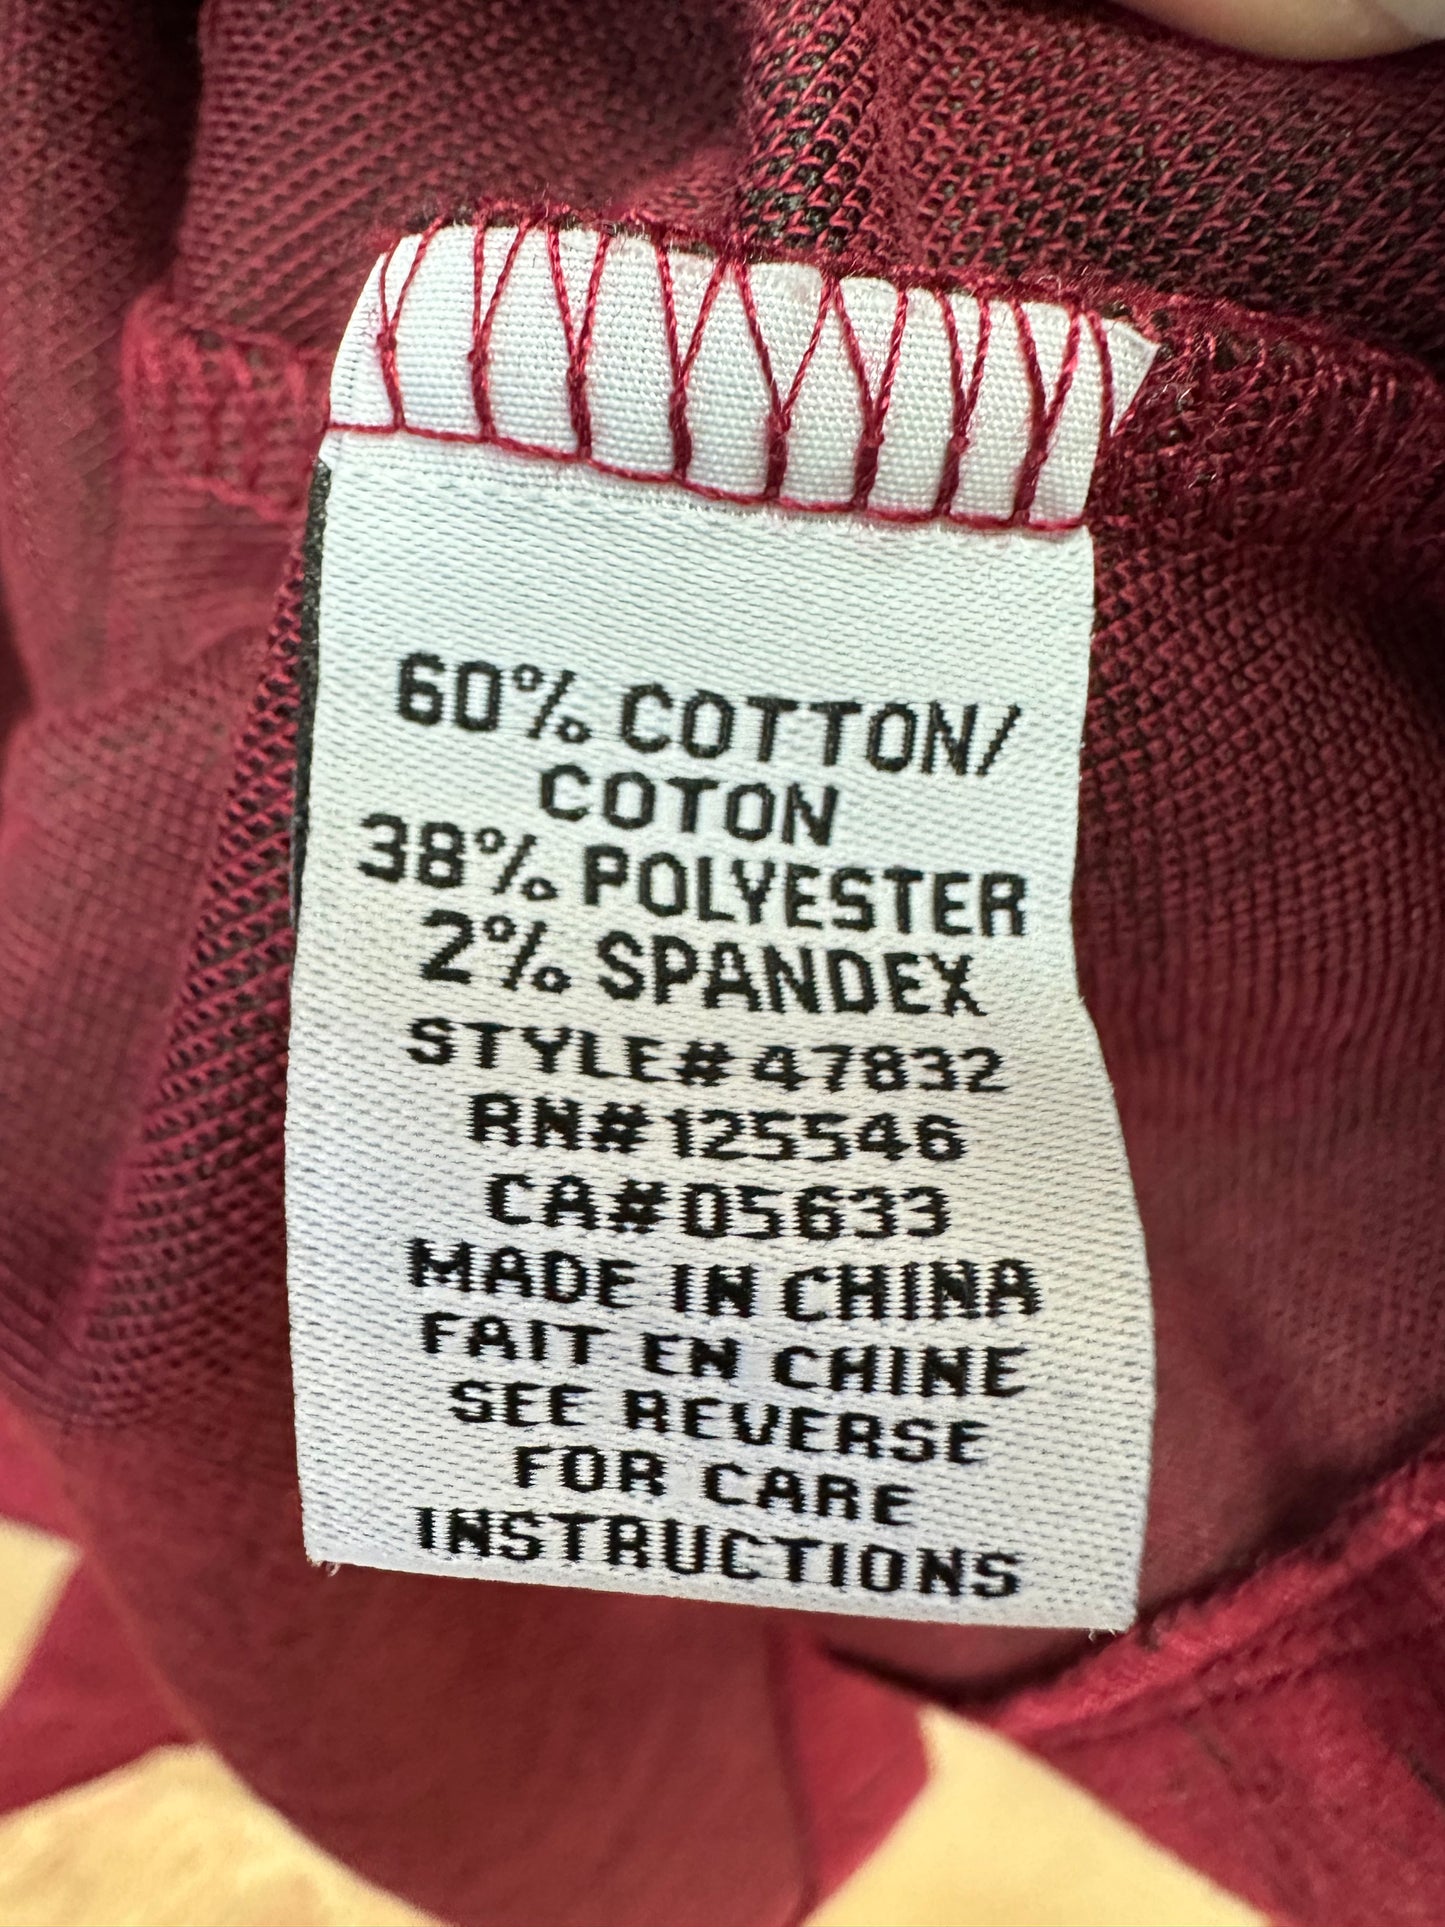 60% COTTON/
COTON
38% POLYESTER
2% SPANDEX
STYLE# 47832
RN#125546
CA#05633
MADE IN CHINA
FAIT EN CHINE
SEE REVERSE
FOR CARE
INSTRUCTIONS